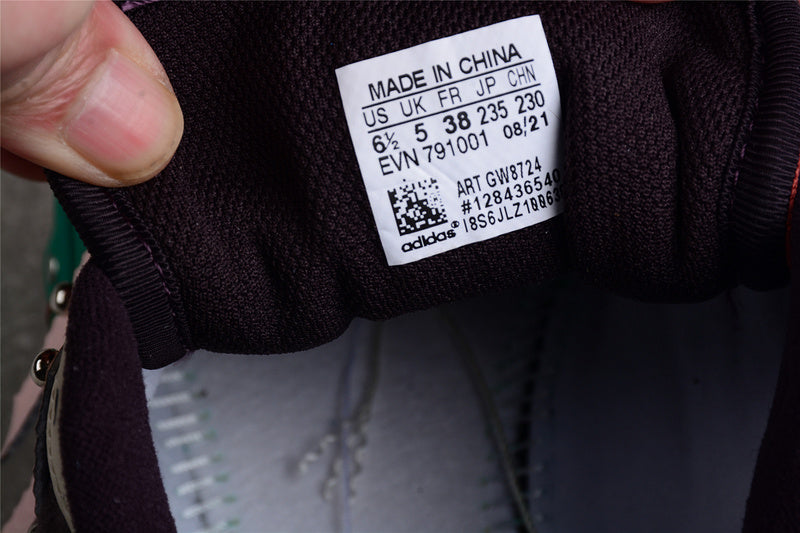 MADE IN CHINA
US UK FR JP CHN
6½ 5 38 235 230
EVN 791001 08/21
ART GW8724
#128436540
adidas®